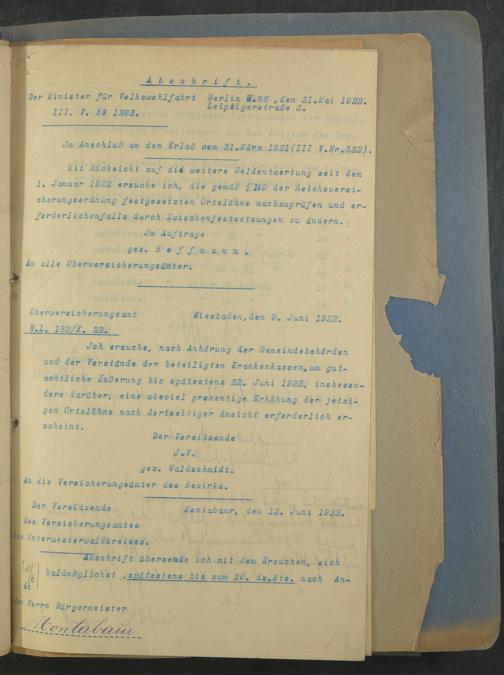 Abschrift.
Der Minister für Volkswohlfahrt Berlin W.66, den 31.Mai 1922.
Leipzigerstraße 3.
III. V. N° 1293.
Im Anschluß an den Erlaß vom 21.März 1921(III V.Nr.522).
Mit Rücksicht auf die weitere Geldentwertung seit dem
1. Januar 1922 ersuche ich, die gemäß § 149 der Reichsversi-
cherungsordnung festgesetzten Ortslöhne nachzuprüfen und er-
forderlichenfalls durch Zwischenfestsetzungen zu ändern.
Im Auftrage
gez. Hoffmann.
An alle Oberversicherungsämter.
Oberversicherungsamt Wiesbaden, den 9. Juni 1922.
N.L. 182/K. 22.
Ich ersuche, nach Anhörung der Gemeindebehörden
und der Vorstände der beteiligten Krankenkassen, um gut-
achtliche Äußerung bis spätestens 22. Juni 1922, insbeson-
dere darüber, eine wieviel prozentige Erhöhung der jetzi-
gen Ortslöhne nach dortseitiger Ansicht erforderlich er-
scheint.
Der Vorsitzende
J.V.
gez. Waldschmidt.
An die Versicherungsämter des Bezirks.
Der Vorsitzende Montabaur, den 13. Juni 1922.
des Versicherungsamtes
des Unterwesterwaldkreises.
Abschrift übersende ich mit dem Ersuchen, sich
baldmöglichst, spätestens bis zum 20. ds.Mts. nach An-
An
den Herrn Bürgermeister
Montabaur